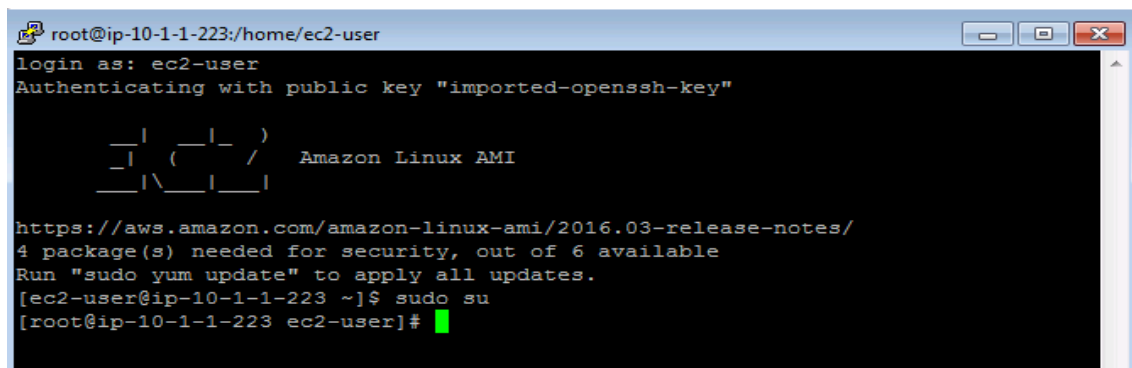 root@ip-10-1-1-223:/home/ec2-user
login as: ec2-user
Authenticating with public key "imported-openssh-key"
       __|  __|_  )
       _|  (     /   Amazon Linux AMI
      ___|\___|___|
https://aws.amazon.com/amazon-linux-ami/2016.03-release-notes/
4 package(s) needed for security, out of 6 available
Run "sudo yum update" to apply all updates.
[ec2-user@ip-10-1-1-223 ~]$ sudo su
[root@ip-10-1-1-223 ec2-user]#